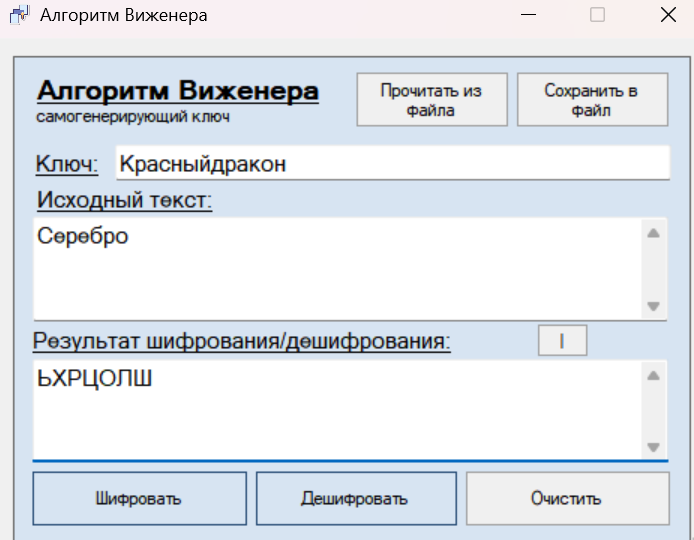 Алгоритм Виженера
Алгоритм Виженера
самогенерирующий ключ
Прочитать из
файла
Сохранить в
файл
Ключ: Красныйдракон
Исходный текст:
Серебро
Результат шифрования/дешифрования: |
ЬХРЦОЛШ
Шифровать Дешифровать Очистить